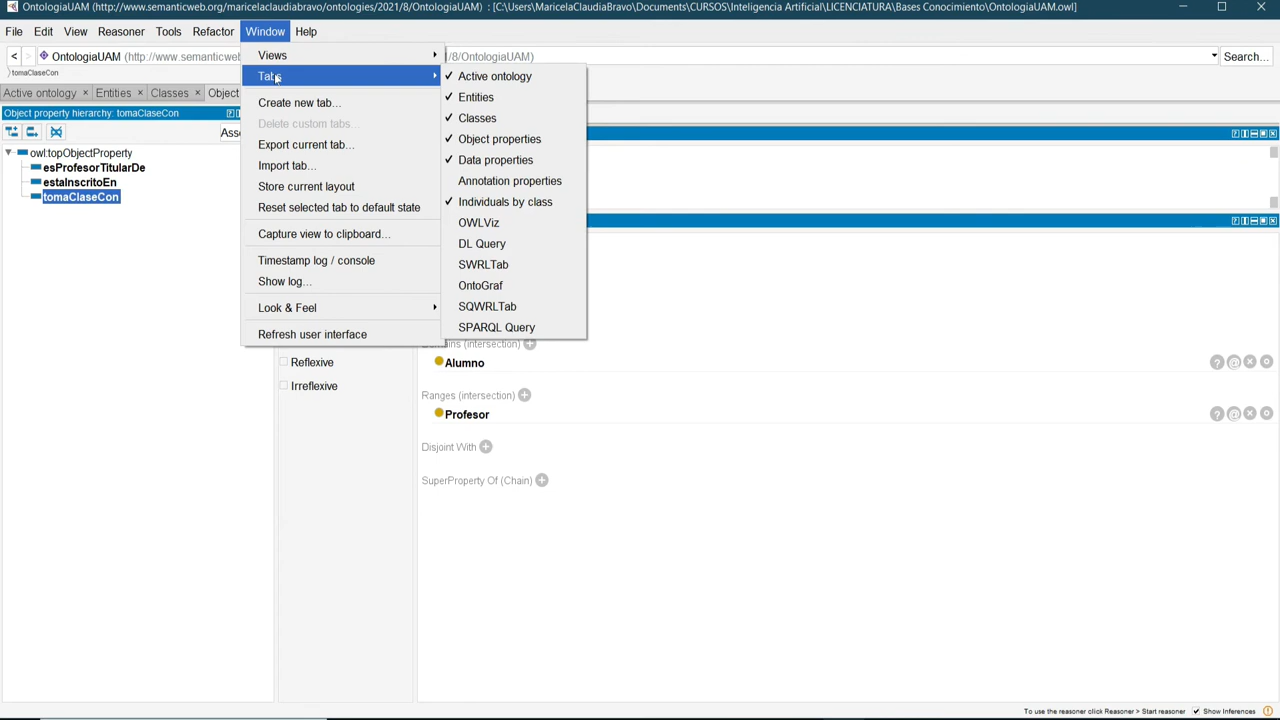 OntologiaUAM (http://www.semanticweb.org/maricelaclaudiabravo/ontologies/2021/8/OntologiaUAM) : [C:\Users\MaricelaClaudiaBravo\Documents\CURSOS\Inteligencia Artificial\LICENCIATURA\Bases Conocimiento\OntologiaUAM.owl]
File Edit View Reasoner Tools Refactor Window Help
< > OntologiaUAM (http://www.semanticwe /8/OntologiaUAM) Search...
tomaClaseCon
Active ontology × Entities × Classes × Object
Object property hierarchy: tomaClaseCon
owl:topObjectProperty
esProfesorTitularDe
estaInscritoEn
tomaClaseCon
Views
Tabs
Create new tab...
Delete custom tabs...
Export current tab...
Import tab...
Store current layout
Reset selected tab to default state
Capture view to clipboard...
Timestamp log / console
Show log...
Look & Feel
Refresh user interface
Active ontology
Entities
Classes
Object properties
Data properties
Annotation properties
Individuals by class
OWLViz
DL Query
SWRLTab
OntoGraf
SQWRLTab
SPARQL Query
Reflexive
Irreflexive
(intersection)
Alumno
Ranges (intersection)
Profesor
Disjoint With
SuperProperty Of (Chain)
To use the reasoner click Reasoner > Start reasoner Show Inferences